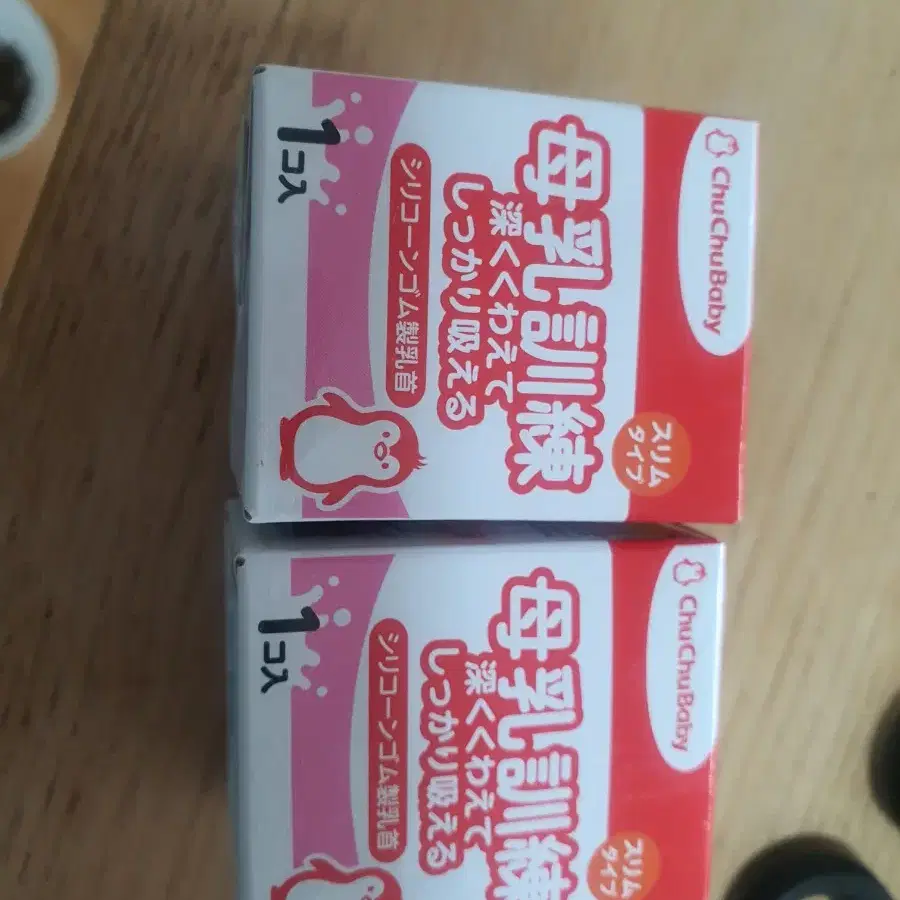 ChuChuBaby
スリム
タイプ
母乳訓練
深くくわえて
しっかり吸える
シリコーンゴム製乳首
1コ入
ChuChuBaby
スリム
タイプ
母乳訓練
深くくわえて
しっかり吸える
シリコーンゴム製乳首
1コ入